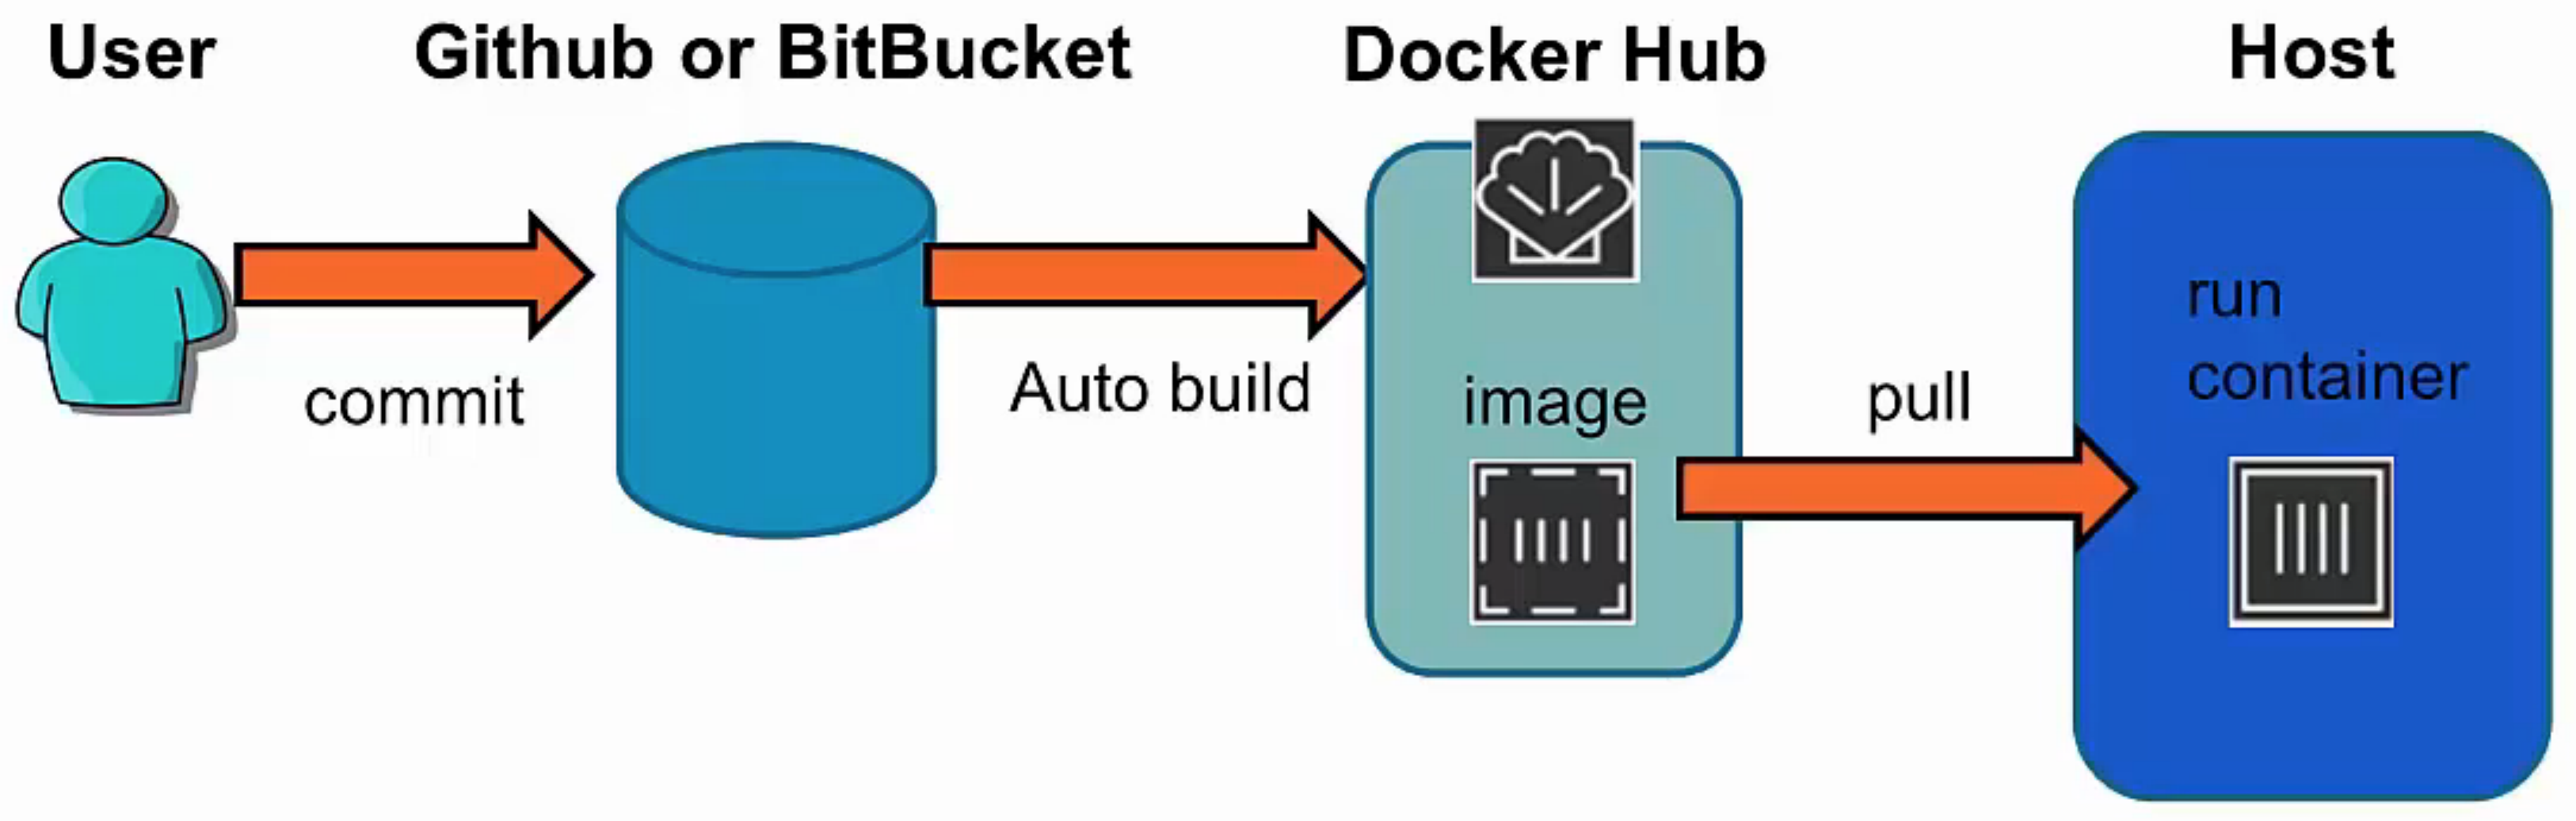 User
Github or BitBucket
Docker Hub
Host
commit
Auto build
image
pull
run
container